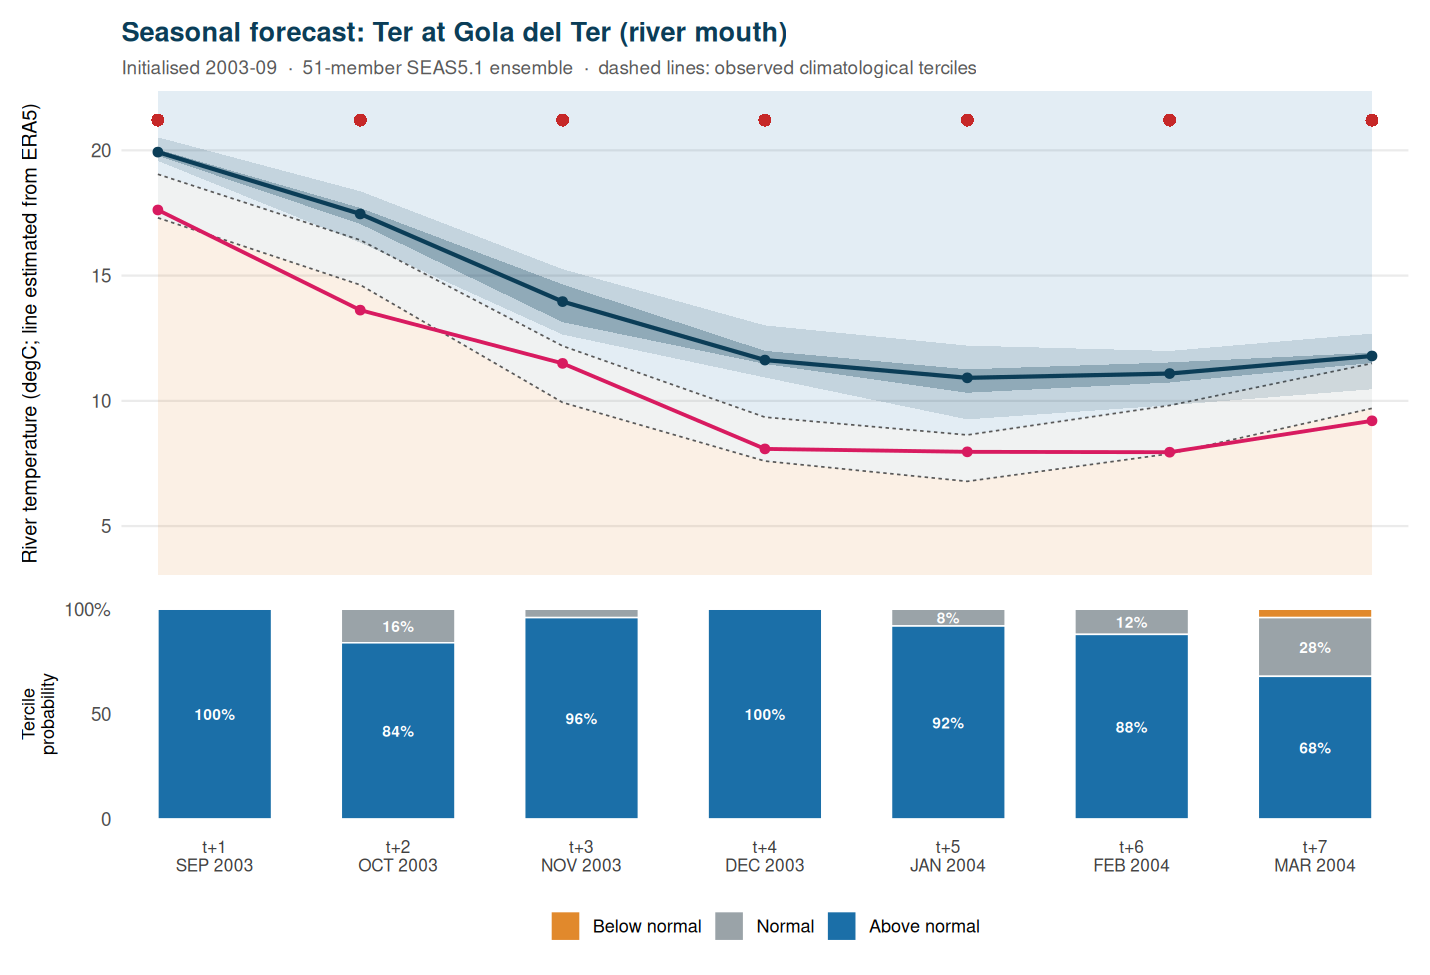 Seasonal forecast: Ter at Gola del Ter (river mouth)
Initialised 2003-09 · 51-member SEAS5.1 ensemble · dashed lines: observed climatological terciles
River temperature (degC; line estimated from ERA5)
20
15
10
5
Tercile
probability
100%
50
0
100%
16%
84%
96%
100%
8%
92%
12%
88%
28%
68%
t+1
SEP 2003
t+2
OCT 2003
t+3
NOV 2003
t+4
DEC 2003
t+5
JAN 2004
t+6
FEB 2004
t+7
MAR 2004
Below normal
Normal
Above normal